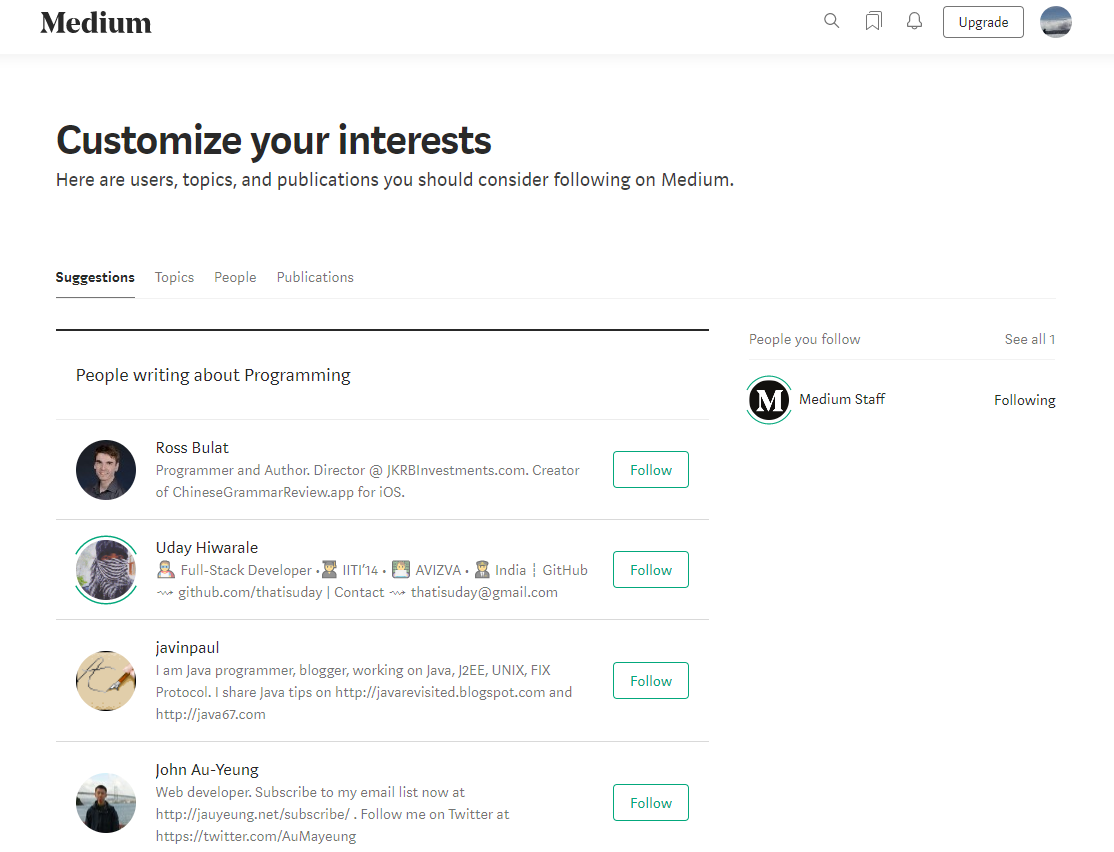 Medium
Upgrade
Customize your interests
Here are users, topics, and publications you should consider following on Medium.
Suggestions Topics People Publications
People writing about Programming
Ross Bulat
Programmer and Author. Director @ JKRBInvestments.com. Creator
of ChineseGrammarReview.app for iOS.
Follow
Uday Hiwarale
👨🏻‍💻 Full-Stack Developer •👨🏻‍🎓 IITI’14 • 👨🏻‍💻 AVIZVA • 👨🏻‍✈️ India ¦ GitHub
⤳ github.com/thatisuday | Contact ⤳ thatisuday@gmail.com
Follow
javinpaul
I am Java programmer, blogger, working on Java, J2EE, UNIX, FIX
Protocol. I share Java tips on http://javarevisited.blogspot.com and
http://java67.com
Follow
John Au-Yeung
Web developer. Subscribe to my email list now at
http://jauyeung.net/subscribe/ . Follow me on Twitter at
https://twitter.com/AuMayeung
Follow
People you follow See all 1
M
Medium Staff Following